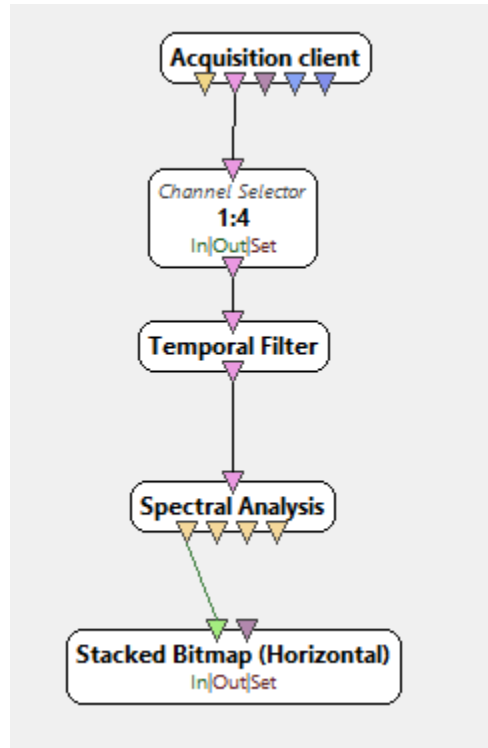 Acquisition client
Channel Selector
1:4
In|Out|Set
Temporal Filter
Spectral Analysis
Stacked Bitmap (Horizontal)
In|Out|Set